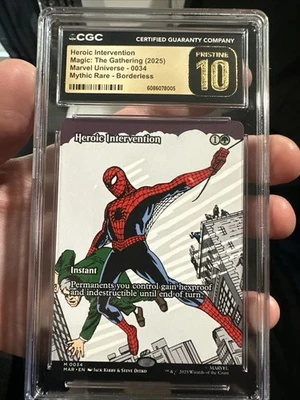 CGC
CERTIFIED GUARANTY COMPANY
Heroic Intervention
Magic: The Gathering (2025)
Marvel Universe - 0034
Mythic Rare - Borderless
6086078005
PRISTINE
10
Heroic Intervention
1
Instant
Permanents you control gain hexproof
and indestructible until end of turn.
M 0034
MAR • EN Jack Kirby & Steve Ditko
MARVEL
™ & © 2025 Wizards of the Coast